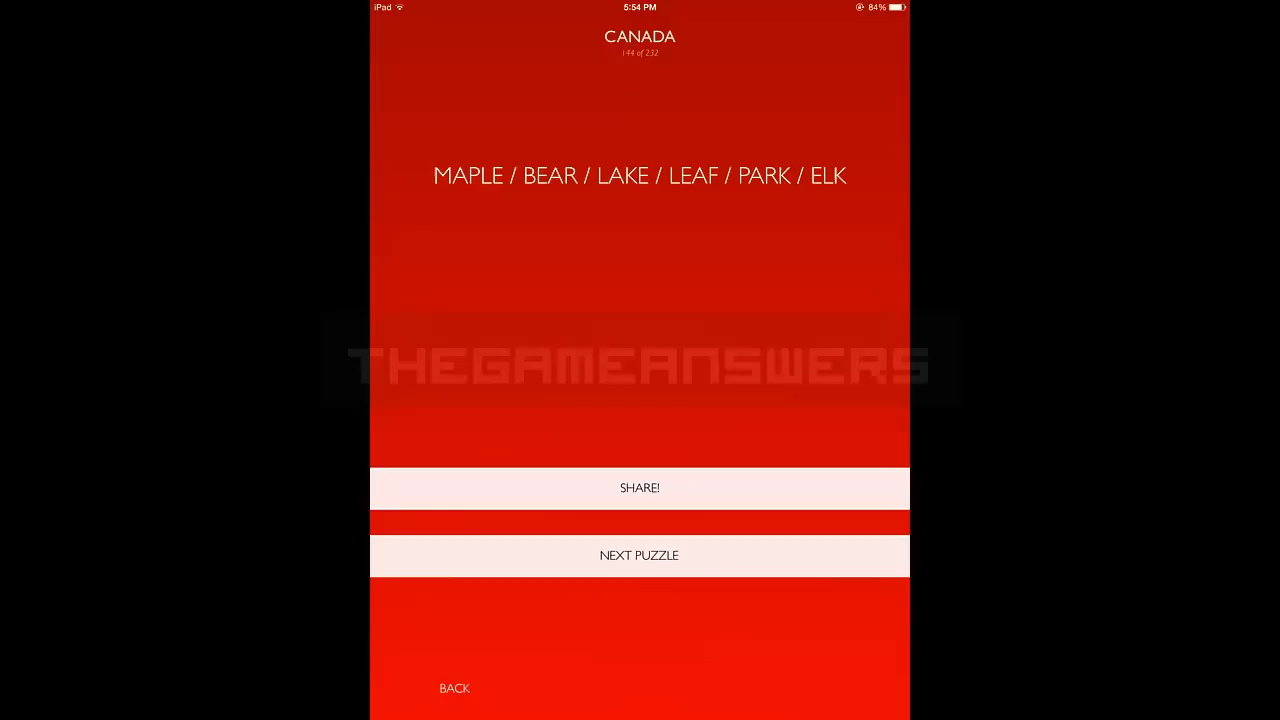 iPad 5:54 PM 84%
CANADA
144 of 232
MAPLE / BEAR / LAKE / LEAF / PARK / ELK
THEGAMEANSWERS
SHARE!
NEXT PUZZLE
BACK